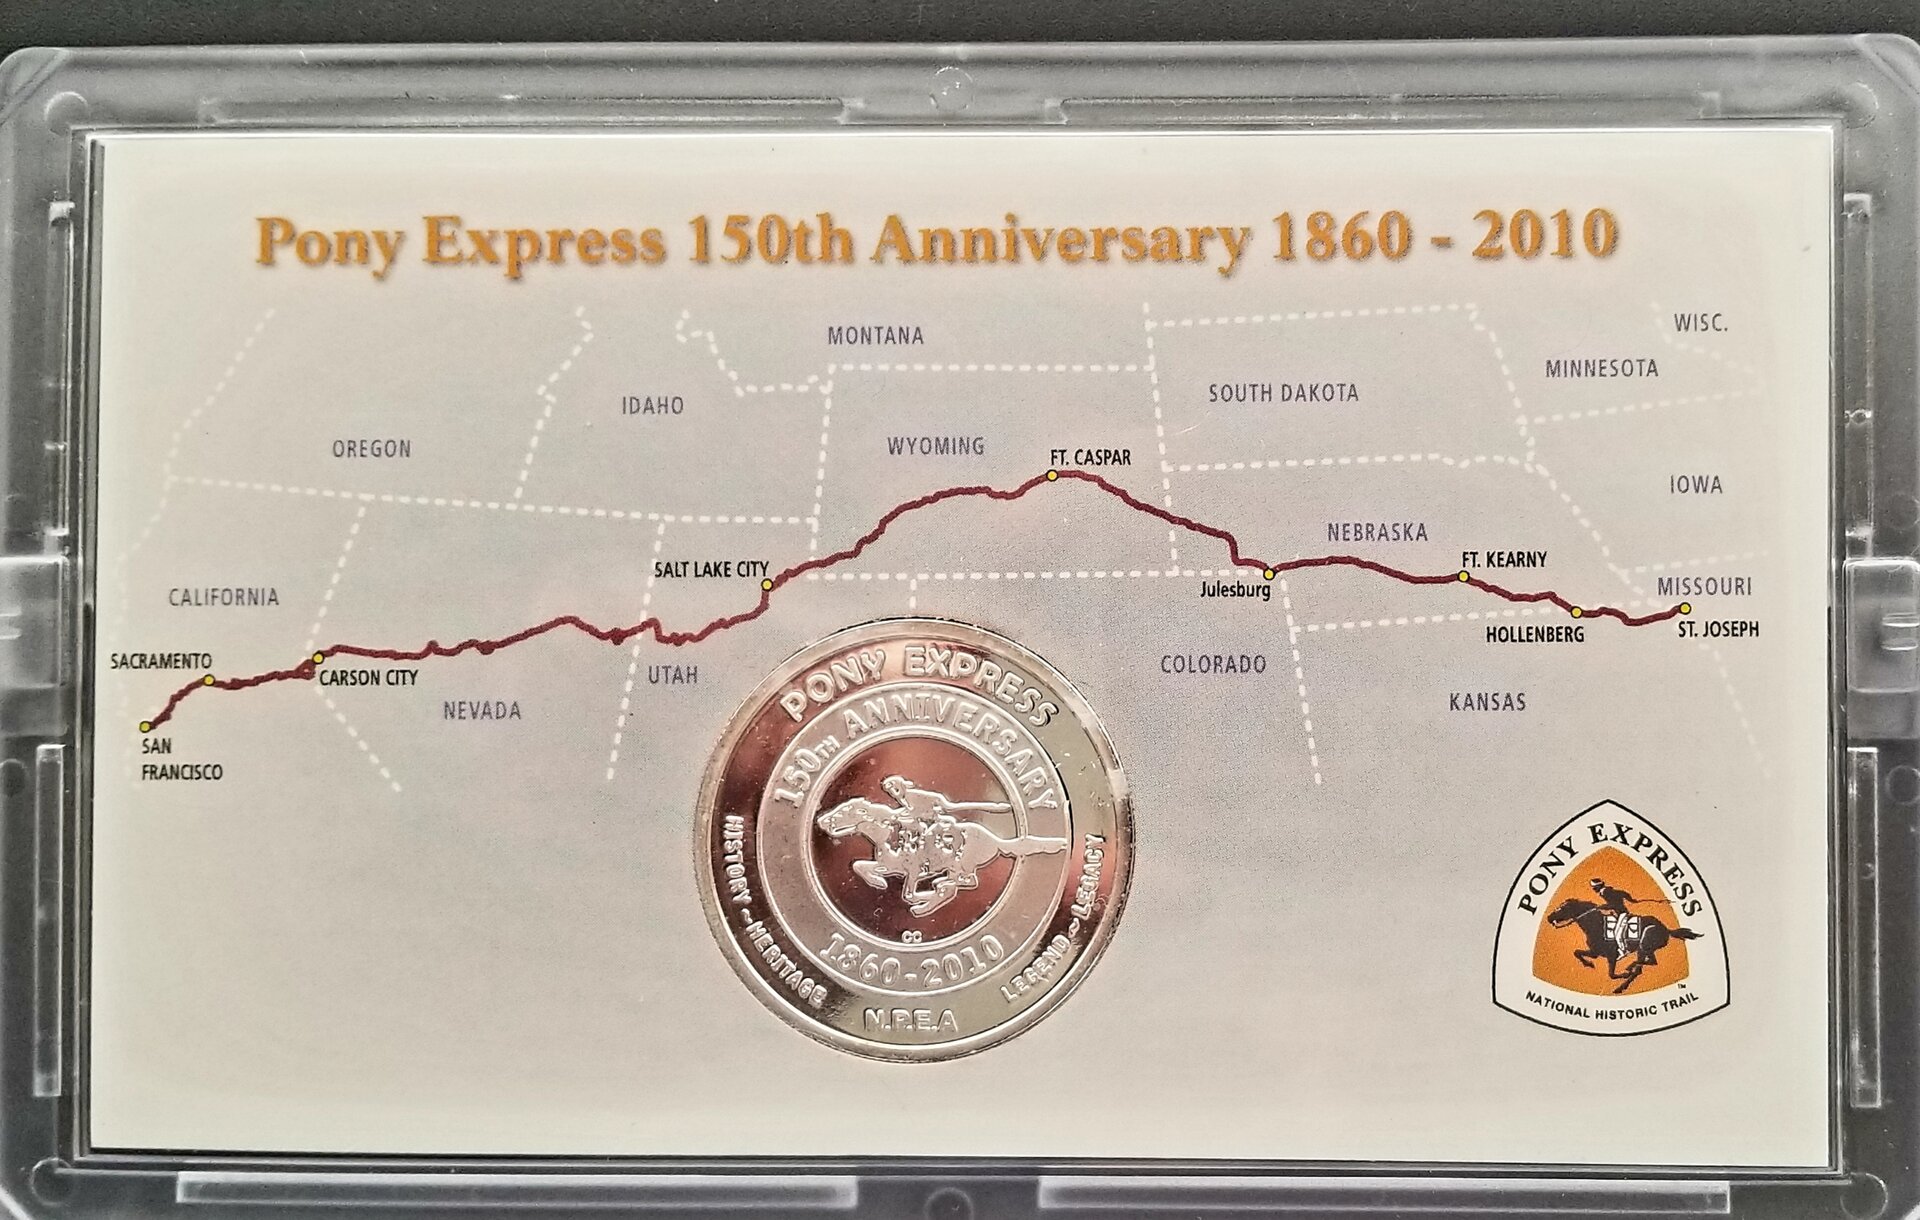 Pony Express 150th Anniversary 1860 - 2010
MONTANA
WISC.
MINNESOTA
IDAHO
SOUTH DAKOTA
OREGON
WYOMING
FT. CASPAR
IOWA
NEBRASKA
FT. KEARNY
SALT LAKE CITY
Julesburg
MISSOURI
CALIFORNIA
HOLLENBERG
ST. JOSEPH
SACRAMENTO
CARSON CITY
UTAH
COLORADO
NEVADA
KANSAS
SAN
FRANCISCO
PONY EXPRESS
150TH ANNIVERSARY
HISTORY ~ HERITAGE
LEGEND ~ LEGACY
CC
1860-2010
N.P.E.A
PONY EXPRESS
TM
NATIONAL HISTORIC TRAIL